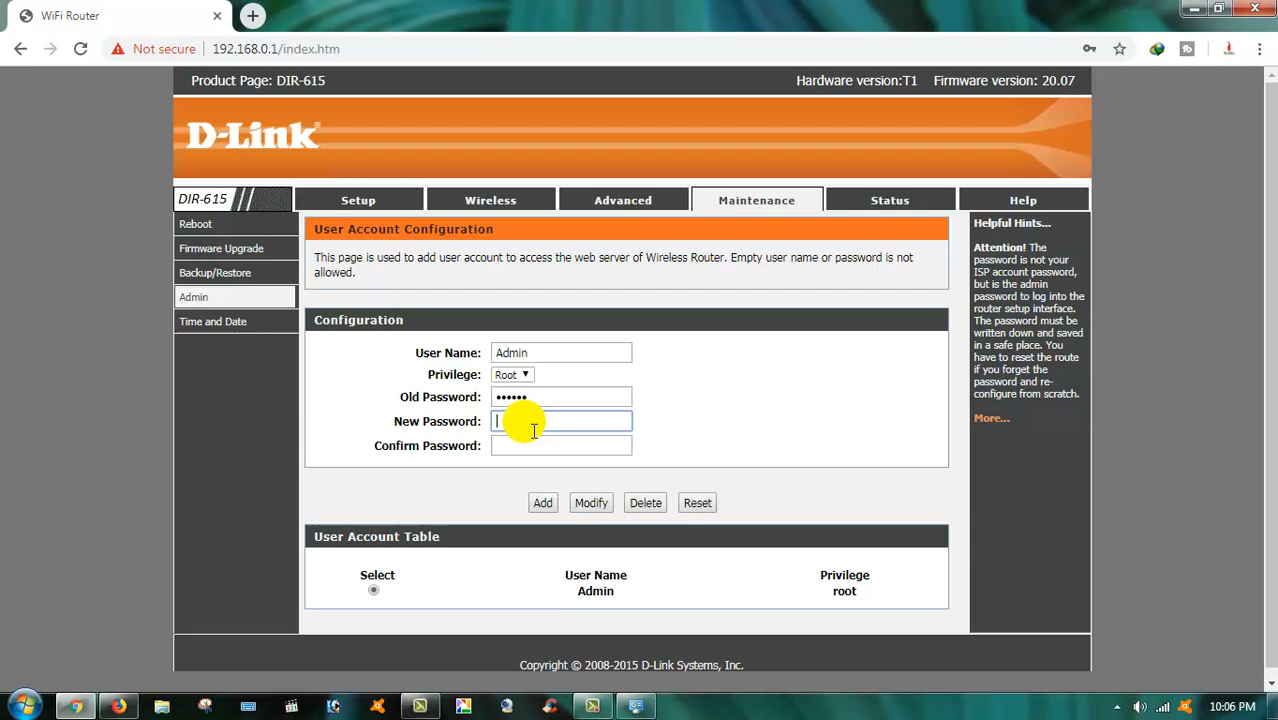 WiFi Router
Not secure 192.168.0.1/index.htm
Product Page: DIR-615 Hardware version:T1 Firmware version: 20.07
D-Link®
DIR-615 Setup Wireless Advanced Maintenance Status Help
Reboot
Firmware Upgrade
Backup/Restore
Admin
Time and Date
User Account Configuration
This page is used to add user account to access the web server of Wireless Router. Empty user name or password is not
allowed.
Configuration
User Name: Admin
Privilege: Root
Old Password: ••••••
New Password:
Confirm Password:
Add Modify Delete Reset
User Account Table
Select User Name Privilege
Admin root
Helpful Hints...
Attention! The
password is not your
ISP account password,
but is the admin
password to log into the
router setup interface.
The password must be
written down and saved
in a safe place. You
have to reset the route
if you forget the
password and re-
configure from scratch.
More...
Copyright © 2008-2015 D-Link Systems, Inc.
10:06 PM